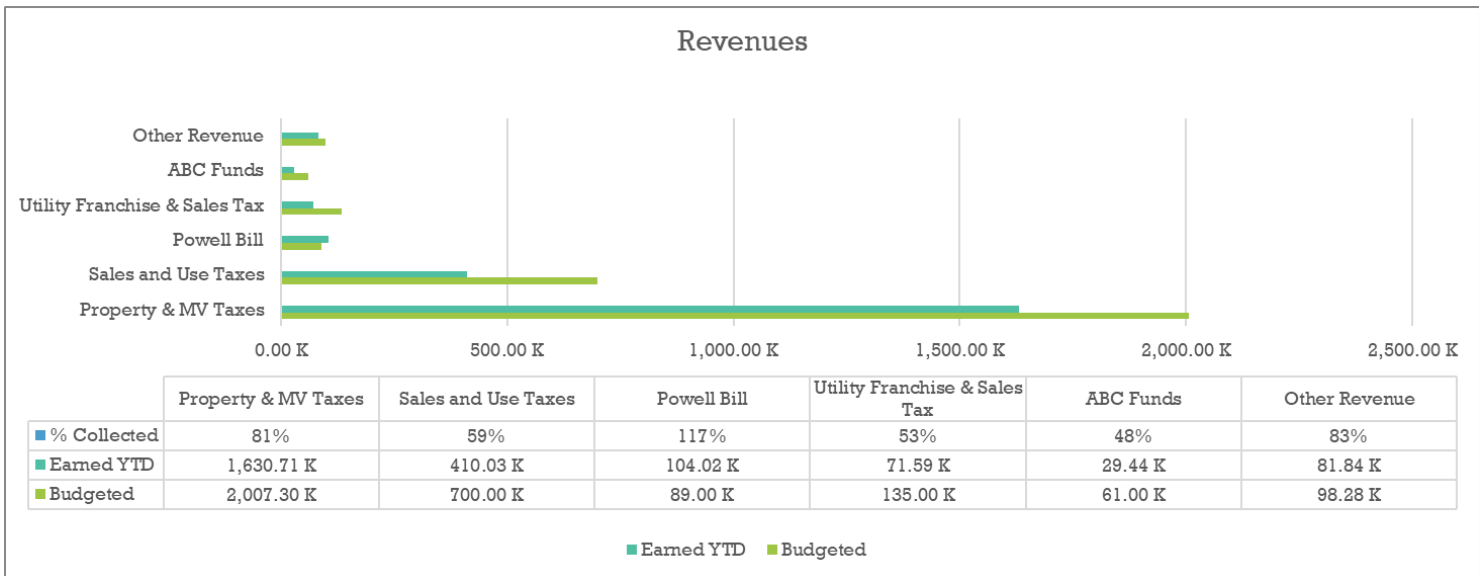 Revenues
Other Revenue
ABC Funds
Utility Franchise & Sales Tax
Powell Bill
Sales and Use Taxes
Property & MV Taxes
0.00 K 500.00 K 1,000.00 K 1,500.00 K 2,000.00 K 2,500.00 K
Property & MV Taxes Sales and Use Taxes Powell Bill Utility Franchise & Sales Tax ABC Funds Other Revenue
% Collected 81% 59% 117% 53% 48% 83%
Earned YTD 1,630.71 K 410.03 K 104.02 K 71.59 K 29.44 K 81.84 K
Budgeted 2,007.30 K 700.00 K 89.00 K 135.00 K 61.00 K 98.28 K
Earned YTD Budgeted